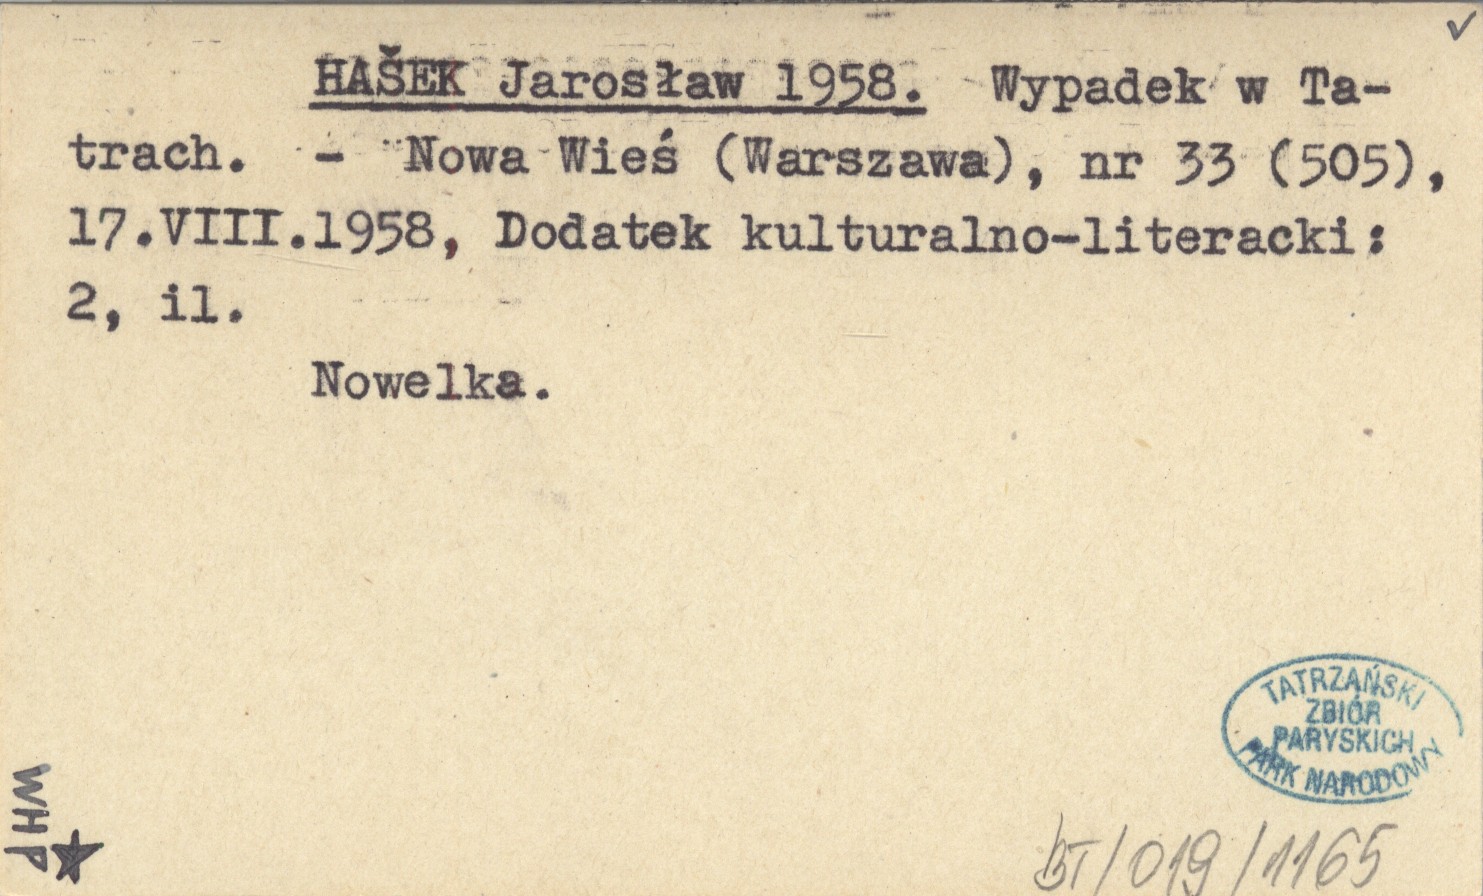 HAŠEK Jarosław 1958. Wypadek w Ta-
trach. - Nowa Wieś (Warszawa), nr 33 (505),
17.VIII.1958, Dodatek kulturalno-literacki:
2, il.
Nowelka.
TATRZAŃSKI
ZBIÓR
PARYSKICH
PARK NARODOWY
WHP
BT/019/1165